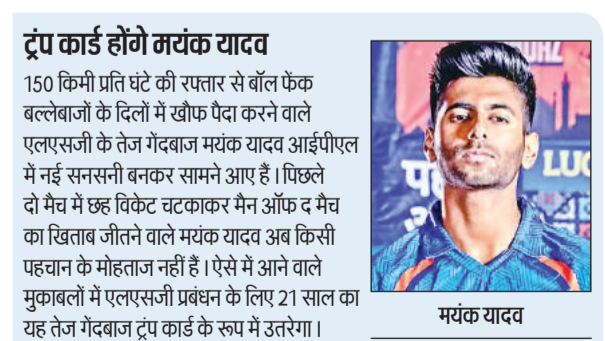 ट्रंप कार्ड होंगे मयंक यादव
150 किमी प्रति घंटे की रफ्तार से बॉल फेंक
बल्लेबाजों के दिलों में खौफ पैदा करने वाले
एलएसजी के तेज गेंदबाज मयंक यादव आईपीएल
में नई सनसनी बनकर सामने आए हैं। पिछले
दो मैच में छह विकेट चटकाकर मैन ऑफ द मैच
का खिताब जीतने वाले मयंक यादव अब किसी
पहचान के मोहताज नहीं हैं। ऐसे में आने वाले
मुकाबलों में एलएसजी प्रबंधन के लिए 21 साल का
यह तेज गेंदबाज ट्रंप कार्ड के रूप में उतरेगा।
LUC
मयंक यादव